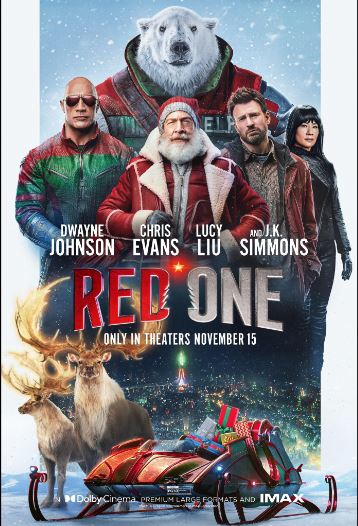 DWAYNE JOHNSON
CHRIS EVANS
LUCY LIU
AND J.K. SIMMONS
RED ONE
ONLY IN THEATERS NOVEMBER 15
IN Dolby Cinema, PREMIUM LARGE FORMATS AND IMAX